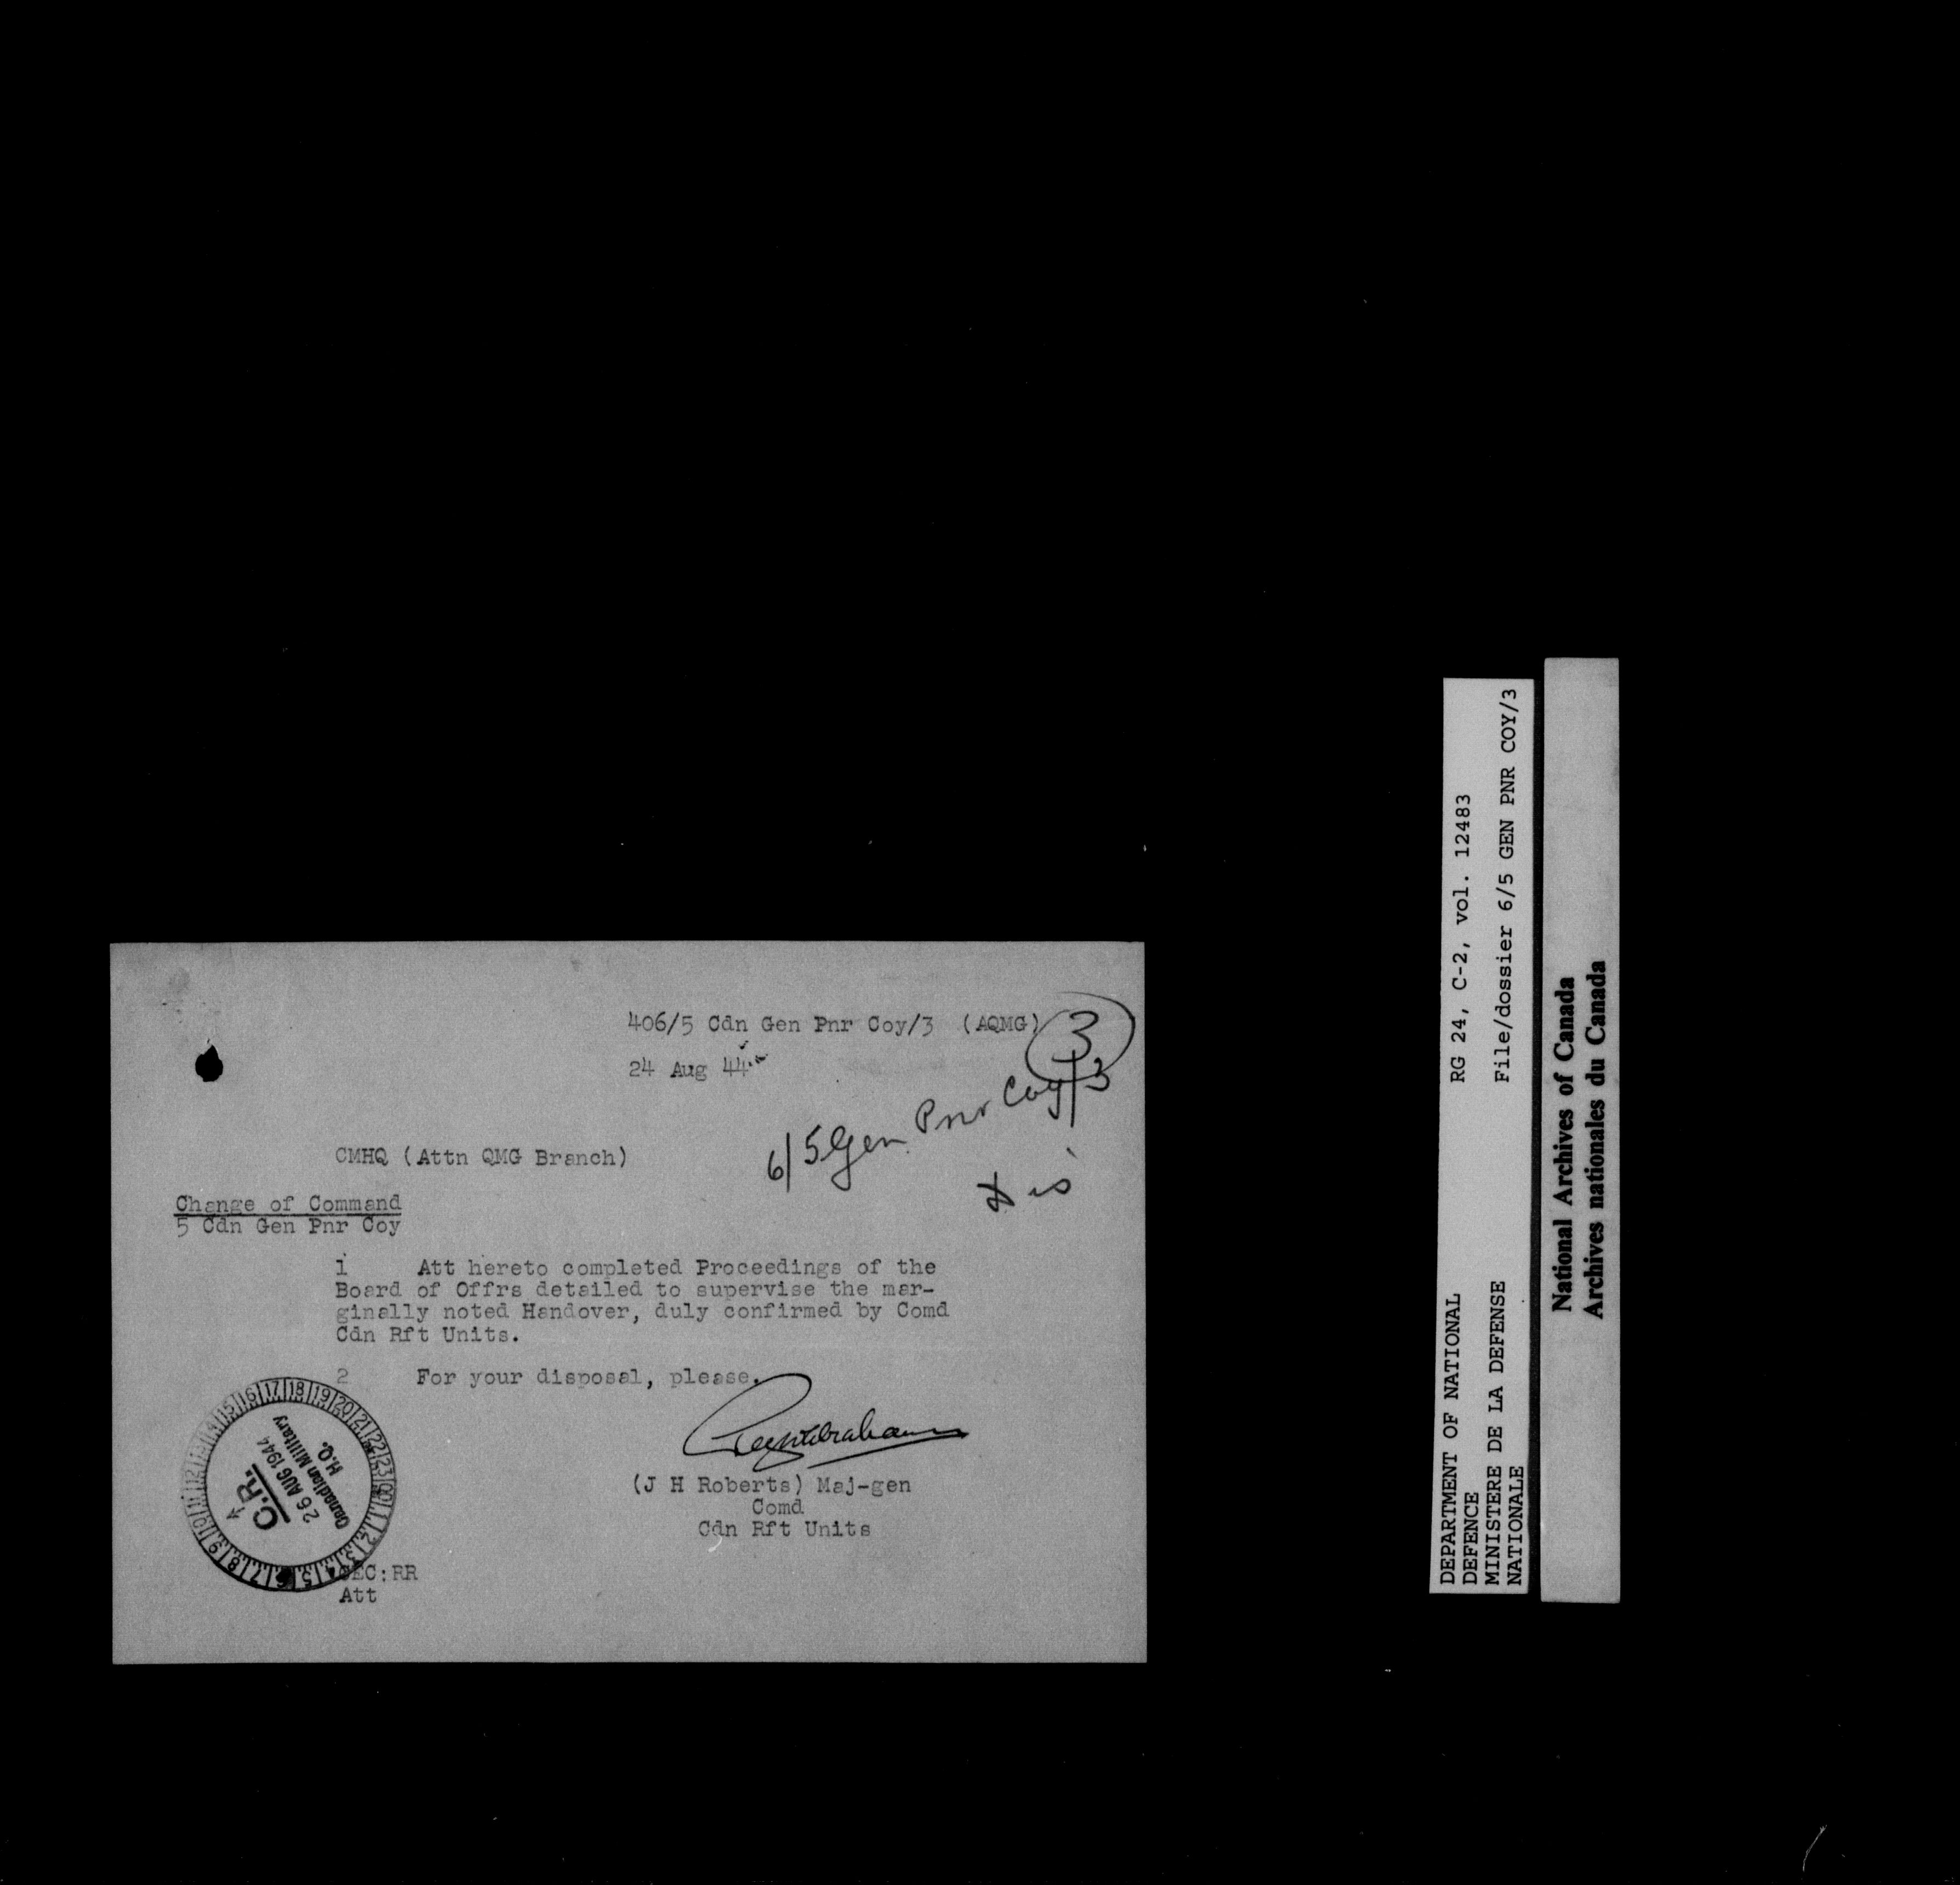 406/5 Cdn Gen Pnr Coy/3 (AQMG)
3
24 Aug 44
6/5 Gen Pnr Coy/3
CMHQ (Attn QMG Branch)
Change of Command
5 Cdn Gen Pnr Coy
1 Att hereto completed Proceedings of the
Board of Offrs detailed to supervise the mar-
ginally noted Handover, duly confirmed by Comd
Cdn Rft Units.
2 For your disposal, please.
(J H Roberts) Maj-gen
Comd
Cdn Rft Units
C.R.
26 AUG 1944
Canadian Military
H.Q.
EC:RR
Att
DEPARTMENT OF NATIONAL
DEFENCE
MINISTERE DE LA DEFENSE
NATIONALE
RG 24, C-2, vol. 12483
File/dossier 6/5 GEN PNR COY/3
National Archives of Canada
Archives nationales du Canada